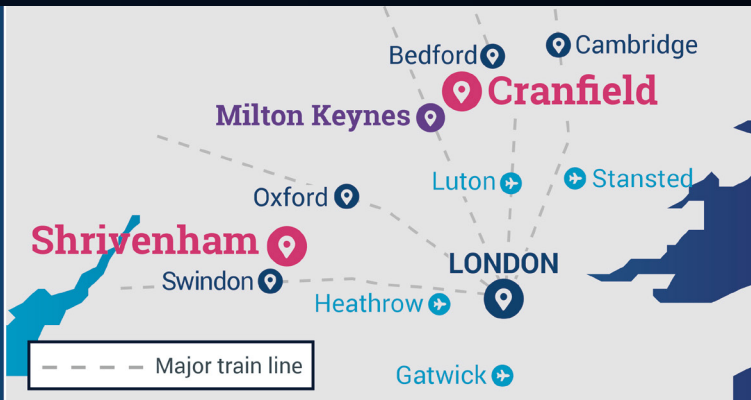 Bedford
Cambridge
Cranfield
Milton Keynes
Luton
Stansted
Oxford
Shrivenham
LONDON
Swindon
Heathrow
Major train line
Gatwick